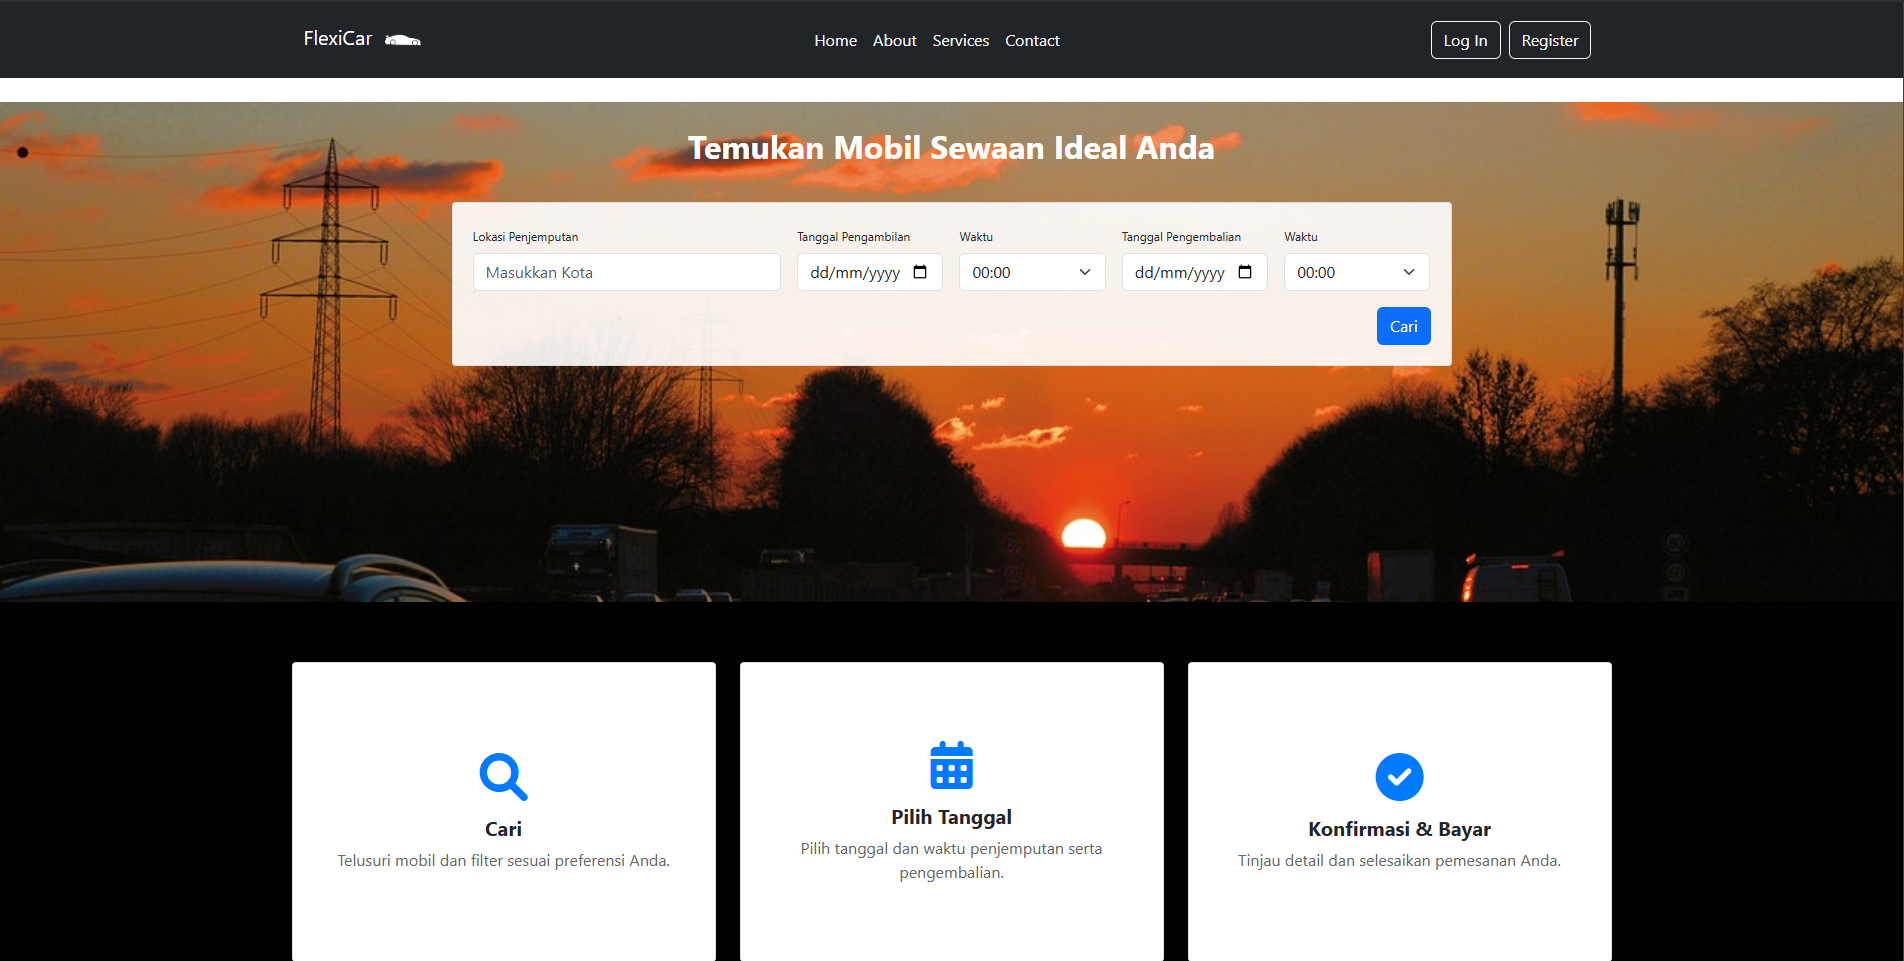 FlexiCar
Home About Services Contact
Log In Register
Temukan Mobil Sewaan Ideal Anda
Lokasi Penjemputan Tanggal Pengambilan Waktu Tanggal Pengembalian Waktu
Masukkan Kota dd/mm/yyyy 00:00 dd/mm/yyyy 00:00
Cari
Cari
Telusuri mobil dan filter sesuai preferensi Anda.
Pilih Tanggal
Pilih tanggal dan waktu penjemputan serta
pengembalian.
Konfirmasi & Bayar
Tinjau detail dan selesaikan pemesanan Anda.